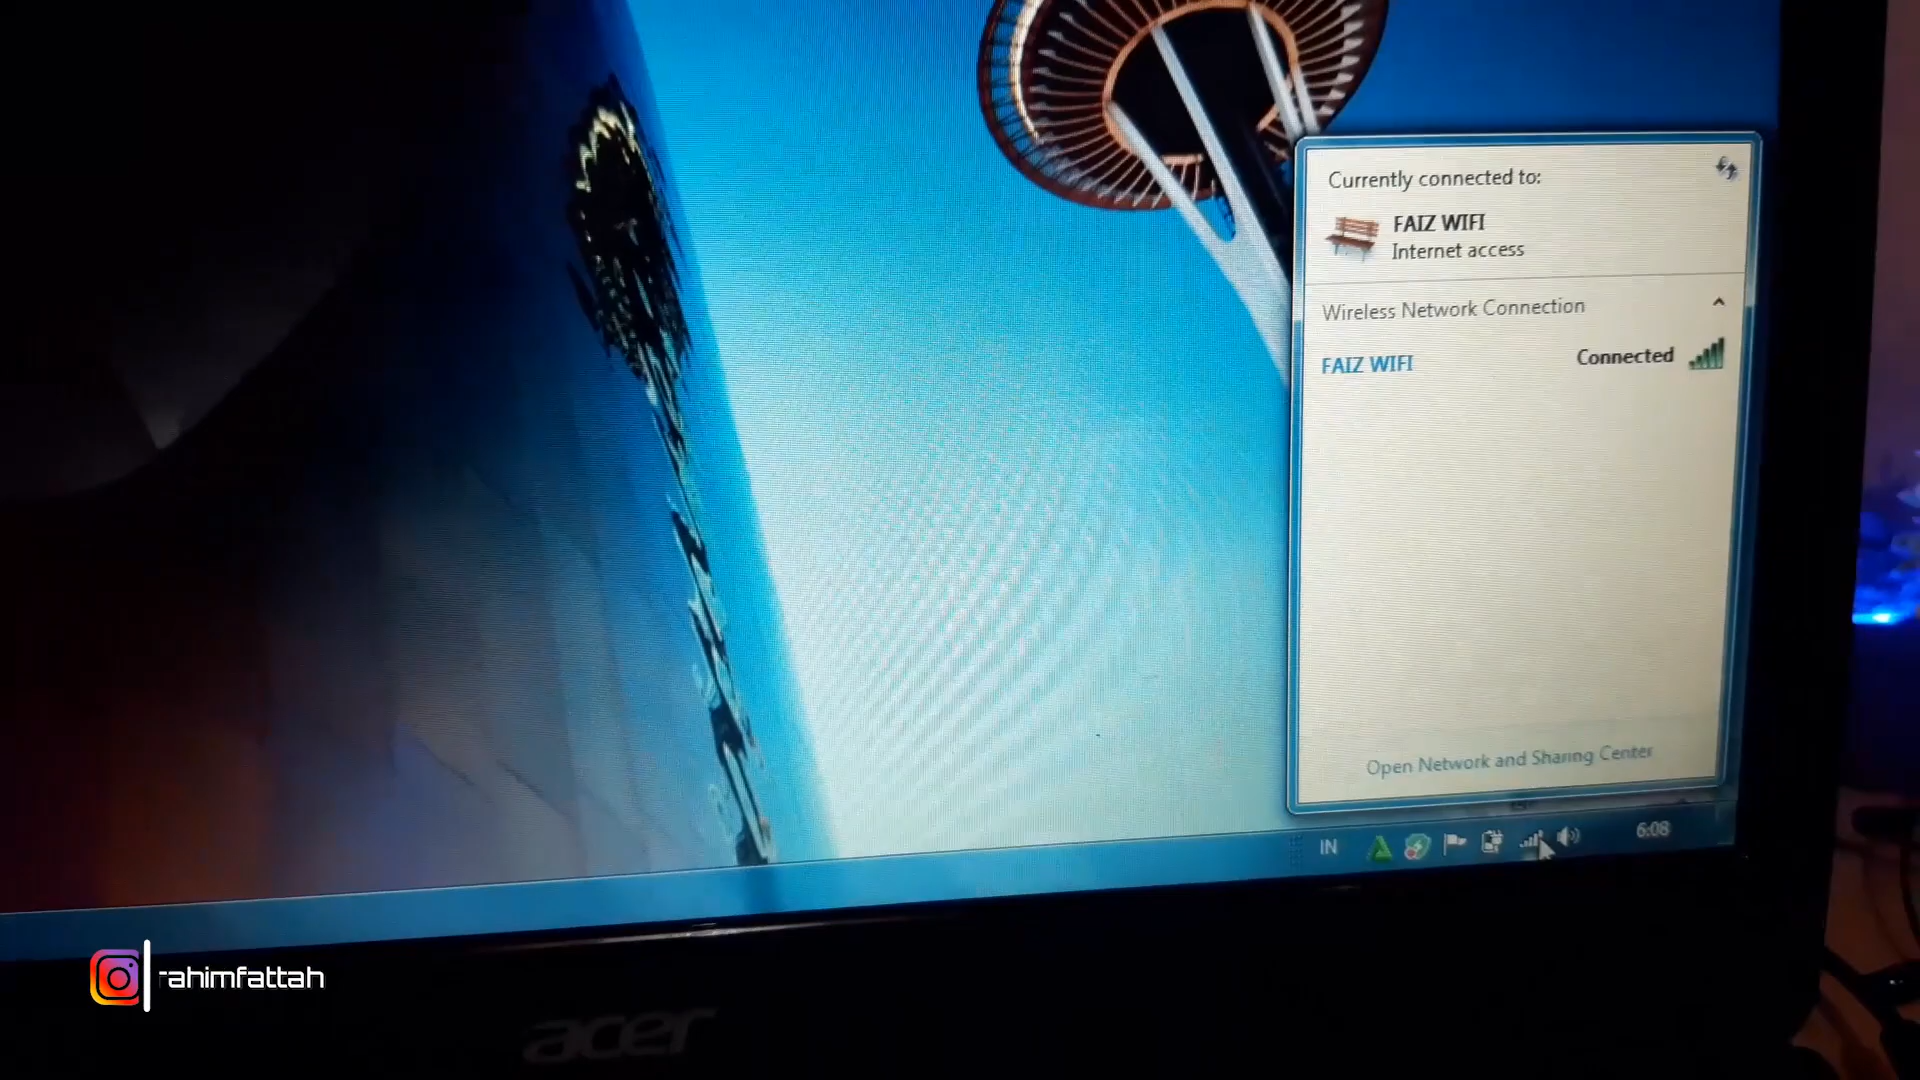 Currently connected to:
FAIZ WIFI
Internet access
Wireless Network Connection
FAIZ WIFI Connected
Open Network and Sharing Center
IN
6:08
rahimfattah
acer